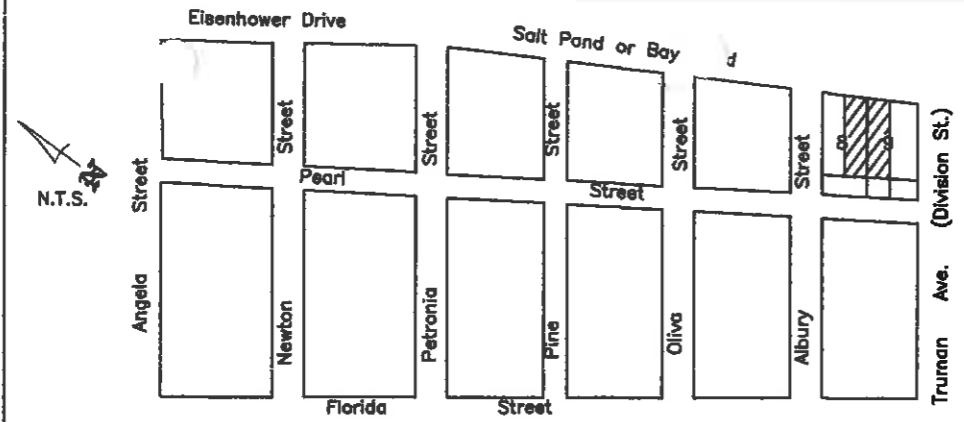 Eisenhower Drive
Salt Pond or Bay
d
N.T.S.
N
Angela Street
Newton Street
Petronia Street
Pine Street
Oliva Street
Albury Street
8
9
Truman Ave. (Division St.)
Pearl Street
Florida Street